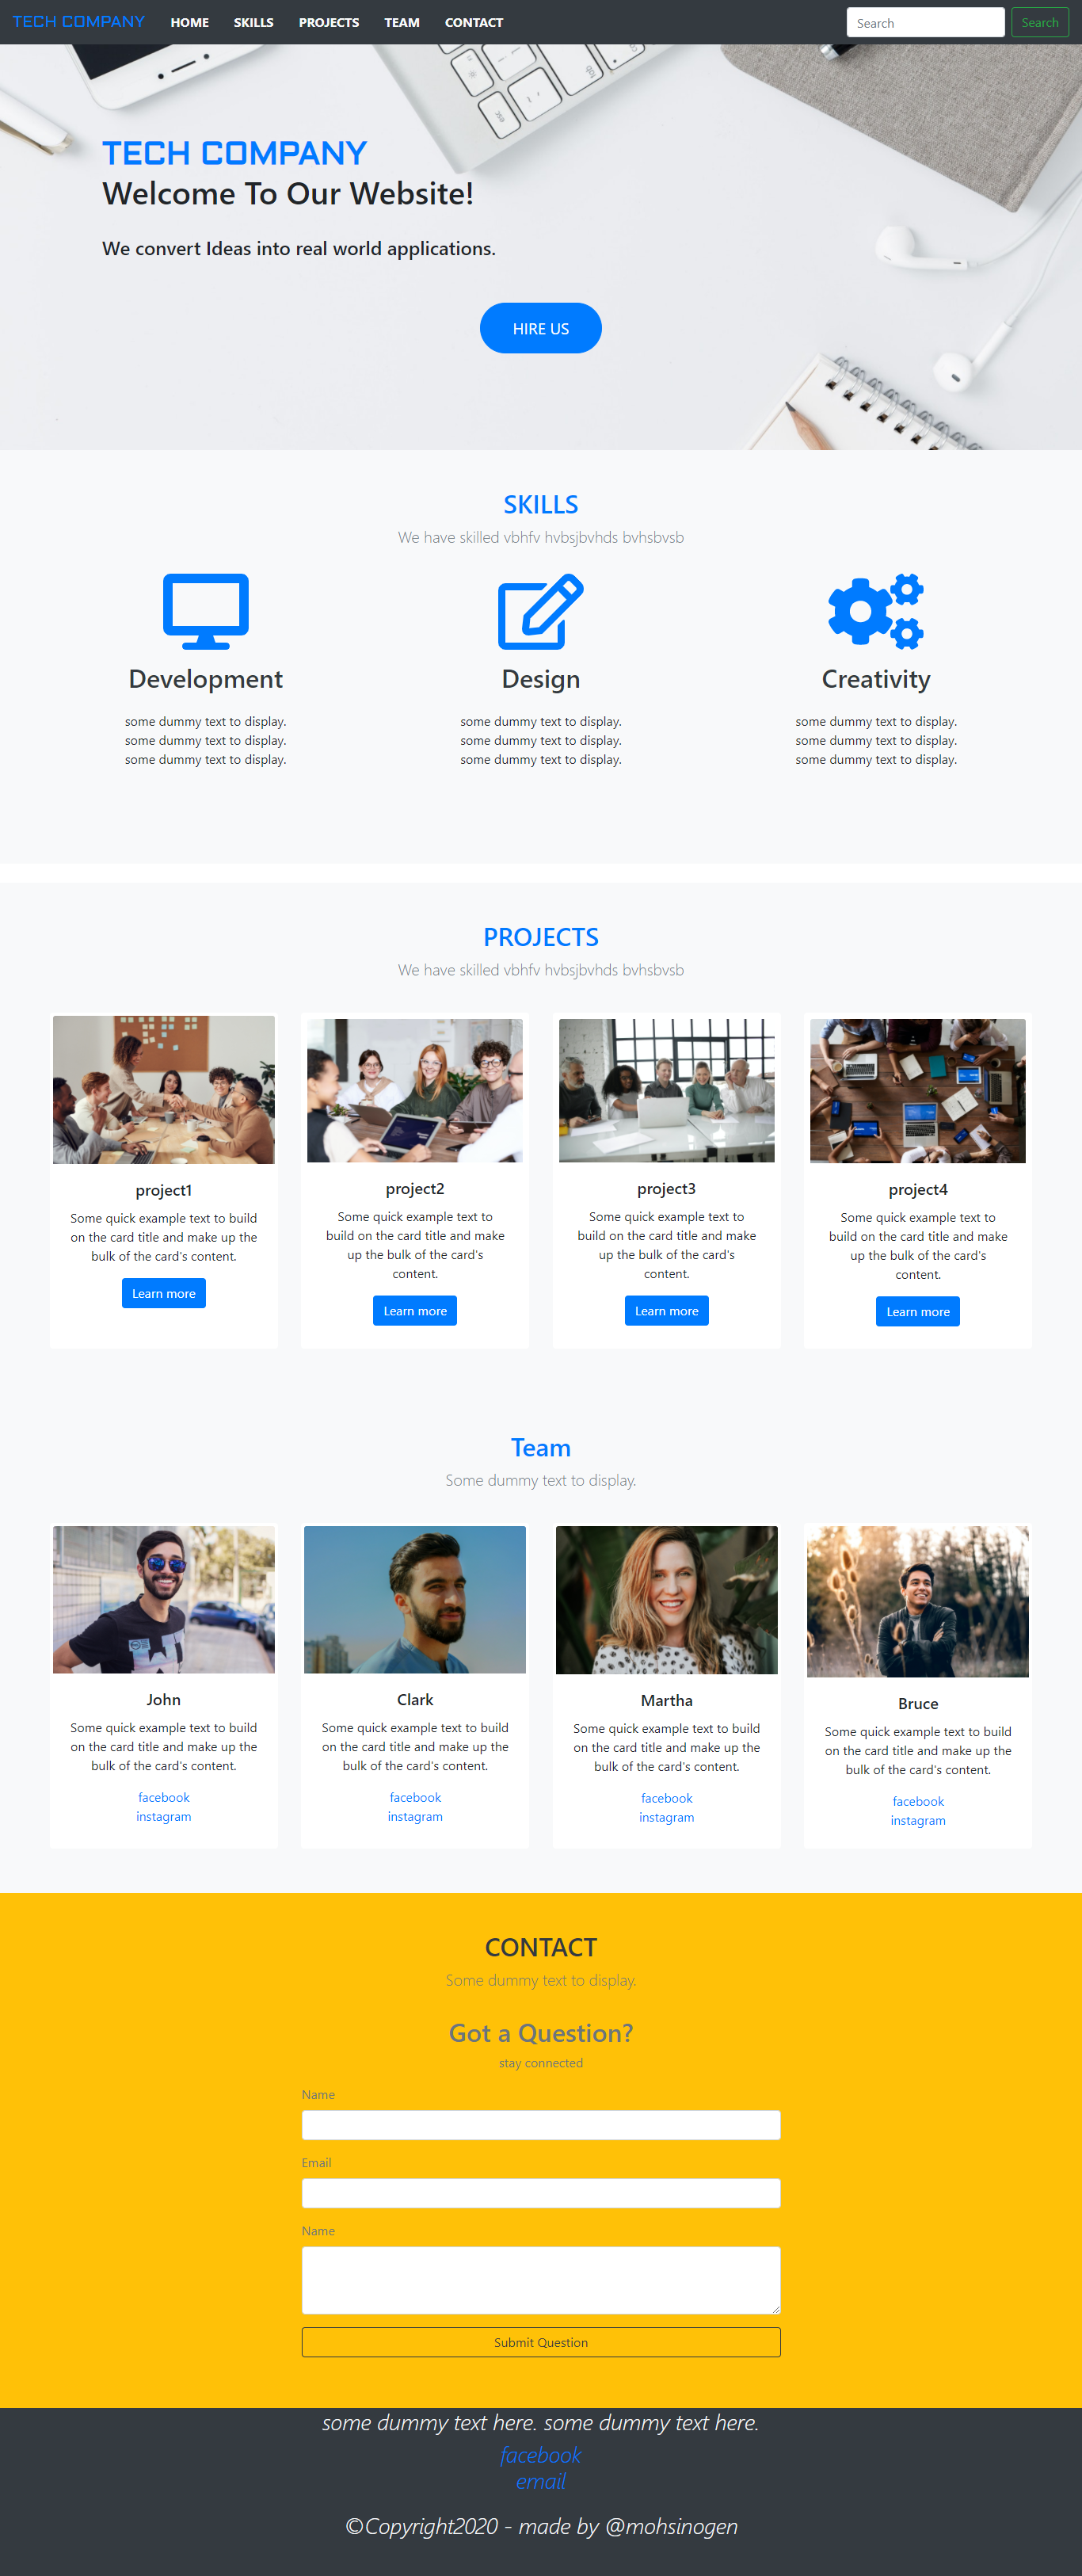 TECH COMPANY HOME SKILLS PROJECTS TEAM CONTACT Search Search
TECH COMPANY
Welcome To Our Website!
We convert Ideas into real world applications.
HIRE US
SKILLS
We have skilled vbhfv hvbsjbvhds bvhsbvsb
Development
some dummy text to display.
some dummy text to display.
some dummy text to display.
Design
some dummy text to display.
some dummy text to display.
some dummy text to display.
Creativity
some dummy text to display.
some dummy text to display.
some dummy text to display.
PROJECTS
We have skilled vbhfv hvbsjbvhds bvhsbvsb
project1
Some quick example text to build
on the card title and make up the
bulk of the card's content.
Learn more
project2
Some quick example text to
build on the card title and make
up the bulk of the card's
content.
Learn more
project3
Some quick example text to
build on the card title and make
up the bulk of the card's
content.
Learn more
project4
Some quick example text to
build on the card title and make
up the bulk of the card's
content.
Learn more
Team
Some dummy text to display.
John
Some quick example text to build
on the card title and make up the
bulk of the card's content.
facebook
instagram
Clark
Some quick example text to build
on the card title and make up the
bulk of the card's content.
facebook
instagram
Martha
Some quick example text to build
on the card title and make up the
bulk of the card's content.
facebook
instagram
Bruce
Some quick example text to build
on the card title and make up the
bulk of the card's content.
facebook
instagram
CONTACT
Some dummy text to display.
Got a Question?
stay connected
Name
Email
Name
Submit Question
some dummy text here. some dummy text here.
facebook
email
©Copyright2020 - made by @mohsinogen